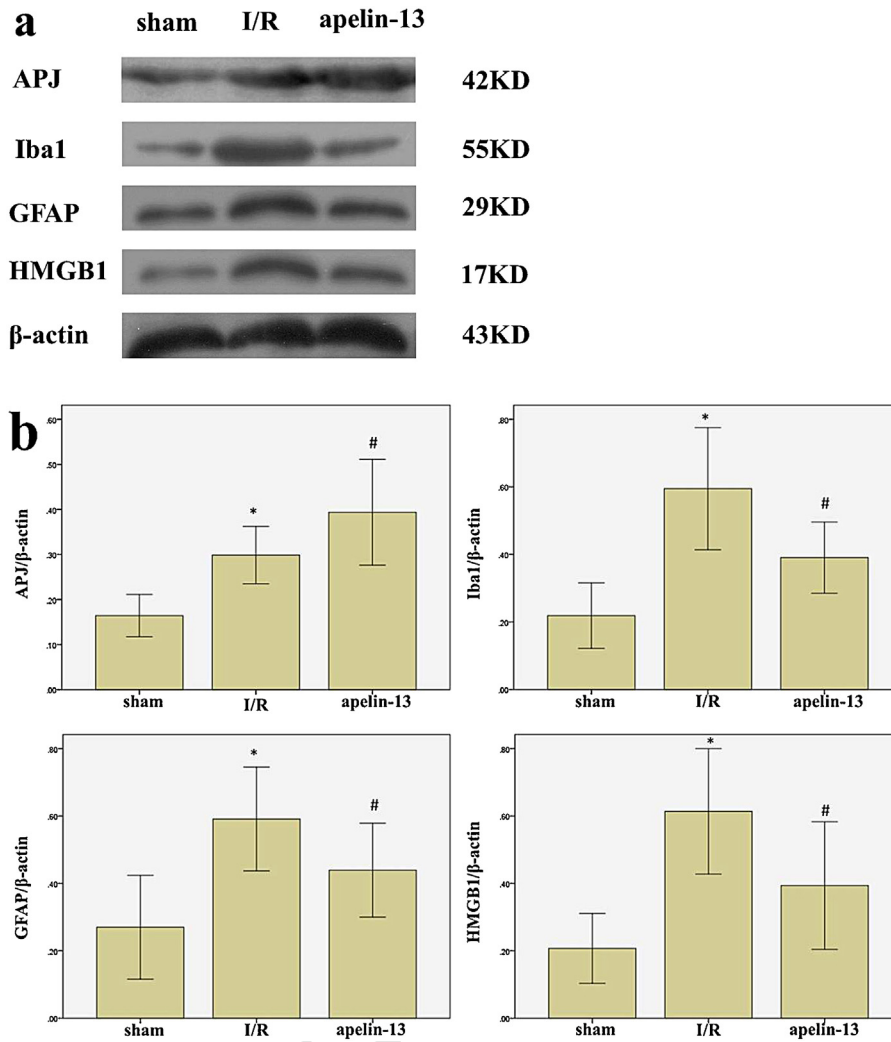 a
sham I/R apelin-13
APJ 42KD
Iba1 55KD
GFAP 29KD
HMGB1 17KD
β-actin 43KD
b
APJ/β-actin
.60
.50
*
#
.40
.30
.20
.10
.00
sham I/R apelin-13
Iba1/β-actin
.80
*
#
.60
.40
.20
.00
sham I/R apelin-13
GFAP/β-actin
.80
*
#
.60
.40
.20
.00
sham I/R apelin-13
HMGB1/β-actin
.80
*
#
.60
.40
.20
.00
sham I/R apelin-13